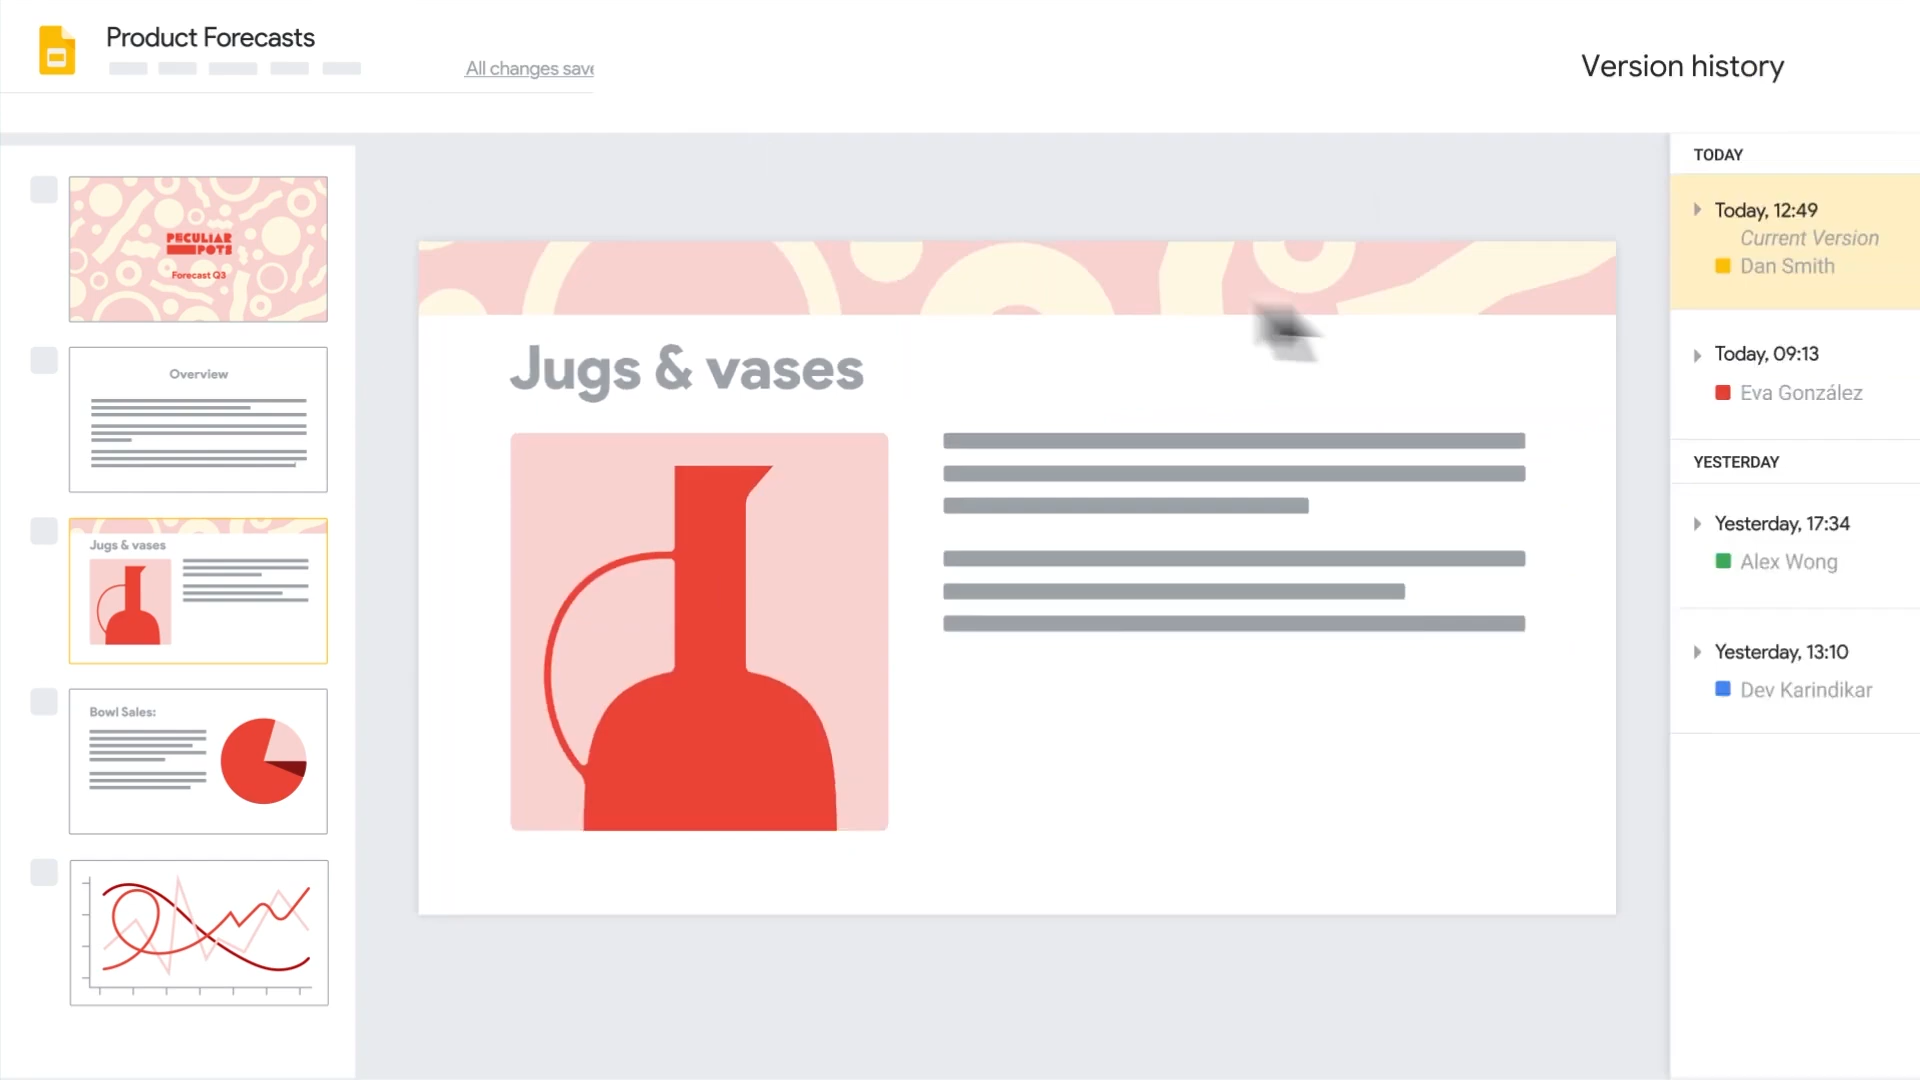 Product Forecasts
All changes save
Version history
PECULIAR
POTS
Forecast Q3
Overview
Jugs & vases
Bowl Sales:
Jugs & vases
TODAY
Today, 12:49
Current Version
Dan Smith
Today, 09:13
Eva González
YESTERDAY
Yesterday, 17:34
Alex Wong
Yesterday, 13:10
Dev Karindikar